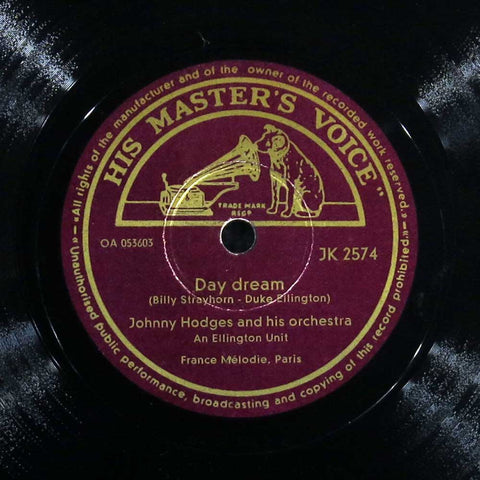 «All rights of the manufacturer and of the owner of the recorded work reserved.»
"HIS MASTER'S VOICE"
TRADE MARK
REGD
OA 053603
JK 2574
Day dream
(Billy Strayhorn - Duke Ellington)
Johnny Hodges and his orchestra
An Ellington Unit
France Mélodie, Paris
«Unauthorised public performance, broadcasting and copying of this record prohibited.»